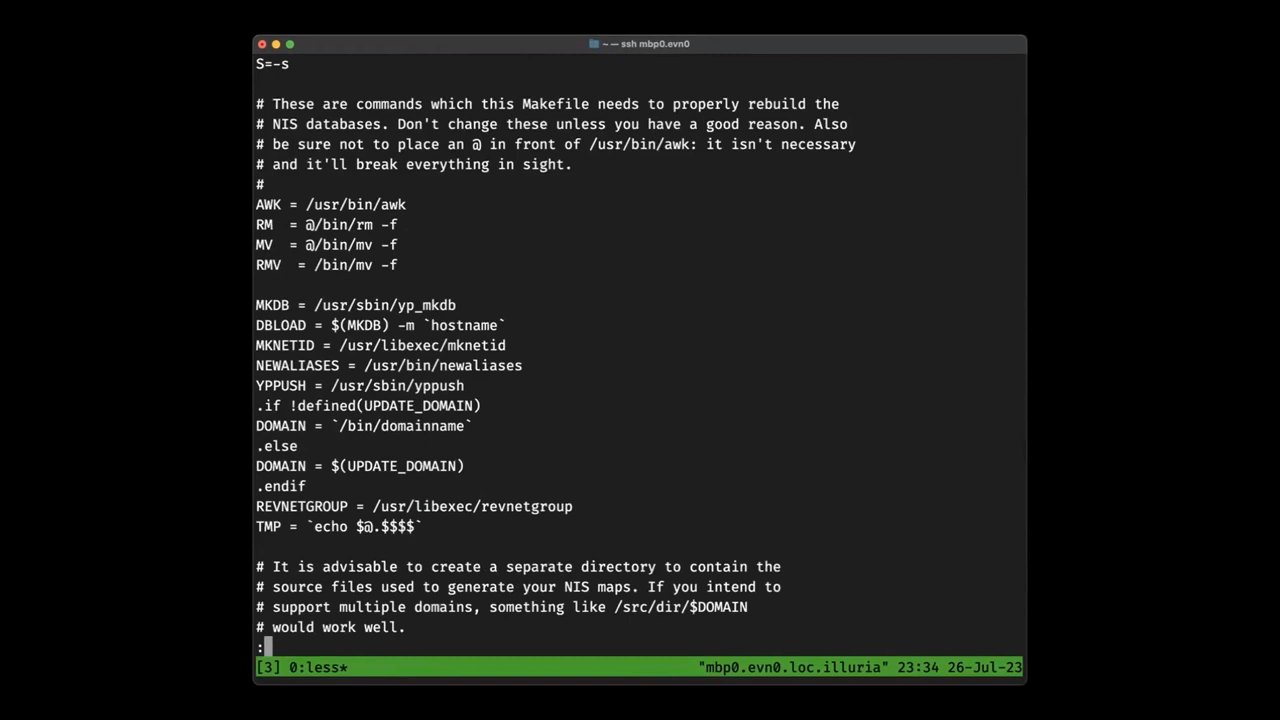 ~ — ssh mbp0.evn0
S=-s
# These are commands which this Makefile needs to properly rebuild the
# NIS databases. Don't change these unless you have a good reason. Also
# be sure not to place an @ in front of /usr/bin/awk: it isn't necessary
# and it'll break everything in sight.
#
AWK = /usr/bin/awk
RM  = @/bin/rm -f
MV  = @/bin/mv -f
RMV  = /bin/mv -f
MKDB = /usr/sbin/yp_mkdb
DBLOAD = $(MKDB) -m `hostname`
MKNETID = /usr/libexec/mknetid
NEWALIASES = /usr/bin/newaliases
YPPUSH = /usr/sbin/yppush
.if !defined(UPDATE_DOMAIN)
DOMAIN = `/bin/domainname`
.else
DOMAIN = $(UPDATE_DOMAIN)
.endif
REVNETGROUP = /usr/libexec/revnetgroup
TMP = `echo $@.$$$$`
# It is advisable to create a separate directory to contain the
# source files used to generate your NIS maps. If you intend to
# support multiple domains, something like /src/dir/$DOMAIN
# would work well.
:
[3] 0:less* "mbp0.evn0.loc.illuria" 23:34 26-Jul-23